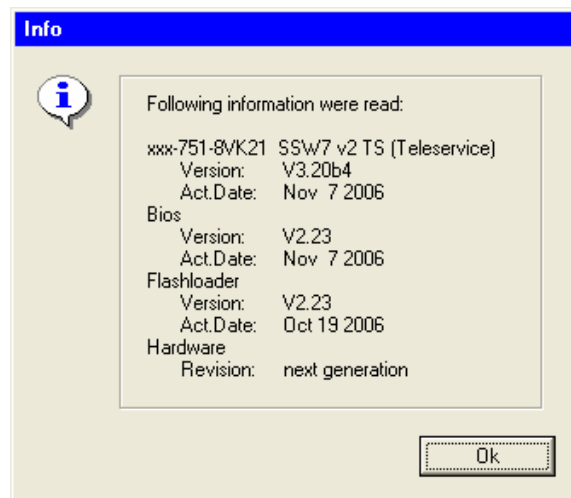 Info
Following information were read:
xxx-751-8VK21 SSW7 v2 TS (Teleservice)
Version: V3.20b4
Act.Date: Nov 7 2006
Bios
Version: V2.23
Act.Date: Nov 7 2006
Flashloader
Version: V2.23
Act.Date: Oct 19 2006
Hardware
Revision: next generation
Ok